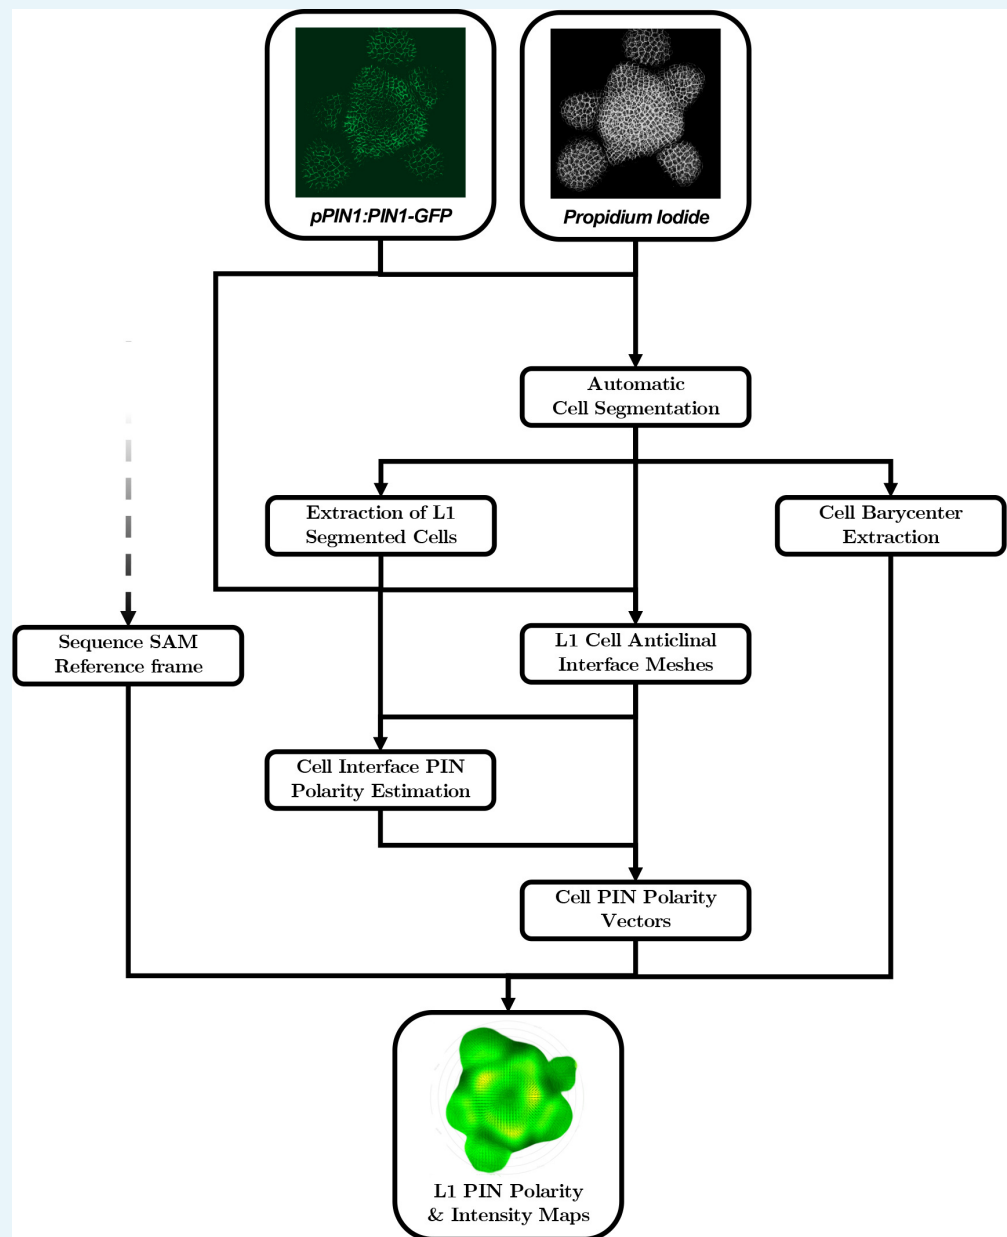 pPIN1:PIN1-GFP
Propidium Iodide
Automatic
Cell Segmentation
Extraction of L1
Segmented Cells
Cell Barycenter
Extraction
Sequence SAM
Reference frame
L1 Cell Anticlinal
Interface Meshes
Cell Interface PIN
Polarity Estimation
Cell PIN Polarity
Vectors
L1 PIN Polarity
& Intensity Maps